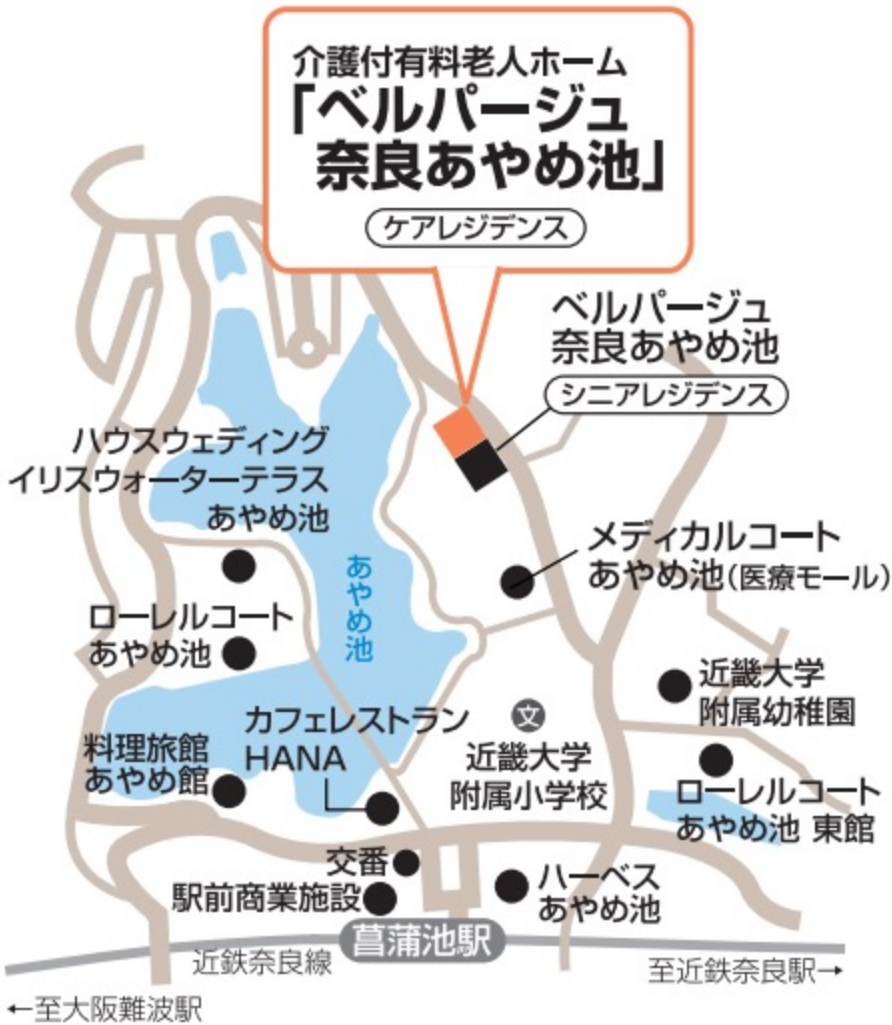 介護付有料老人ホーム
「ベルパージュ
奈良あやめ池」
ケアレジデンス
ベルパージュ
奈良あやめ池
シニアレジデンス
ハウスウェディング
イリスウォーターテラス
あやめ池
メディカルコート
あやめ池(医療モール)
あやめ池
ローレルコート
あやめ池
近畿大学
附属幼稚園
カフェレストラン
HANA
文
近畿大学
附属小学校
料理旅館
あやめ館
ローレルコート
あやめ池 東館
交番
駅前商業施設
ハーベス
あやめ池
菖蒲池駅
近鉄奈良線
至近鉄奈良駅→
←至大阪難波駅